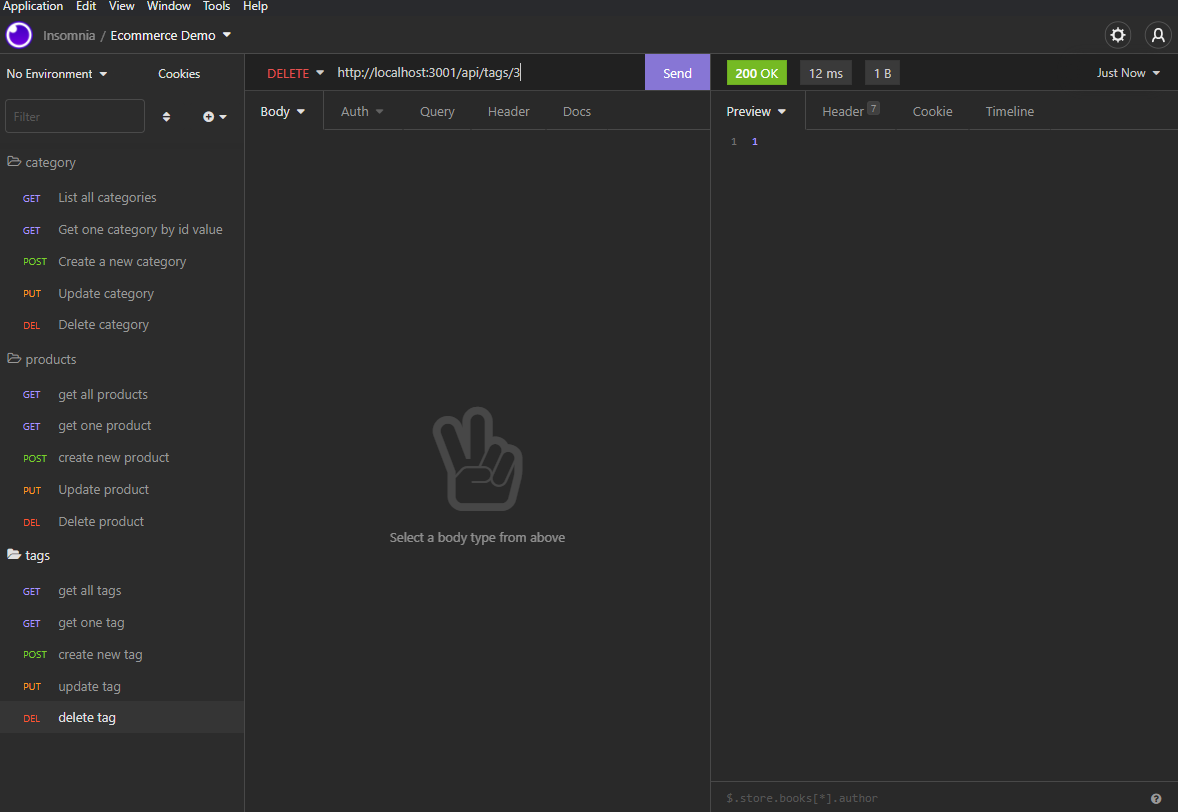 Application Edit View Window Tools Help
Insomnia / Ecommerce Demo
No Environment Cookies
DELETE http://localhost:3001/api/tags/3 Send
200 OK 12 ms 1 B Just Now
Filter
Body Auth Query Header Docs
Preview Header 7 Cookie Timeline
1 1
category
GET List all categories
GET Get one category by id value
POST Create a new category
PUT Update category
DEL Delete category
products
GET get all products
GET get one product
POST create new product
PUT Update product
DEL Delete product
tags
GET get all tags
GET get one tag
POST create new tag
PUT update tag
DEL delete tag
Select a body type from above
$.store.books[*].author